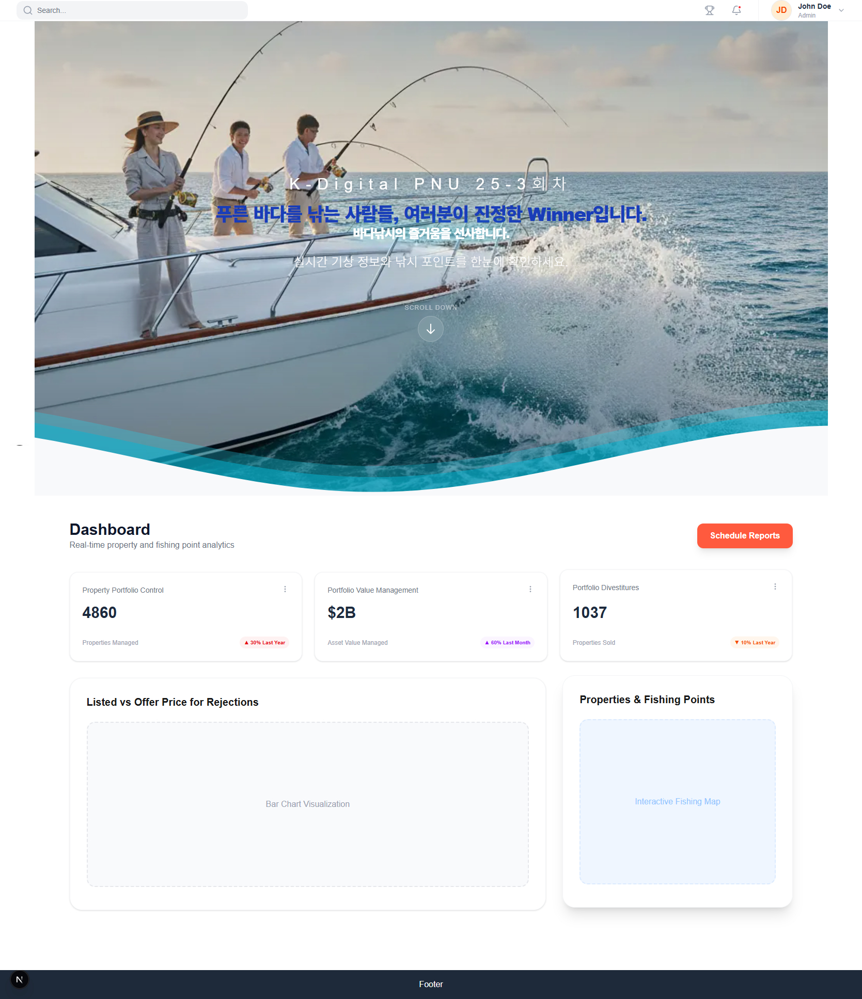 Search...
JD
John Doe
Admin
K-Digital PNU 25-3회차
푸른 바다를 낚는 사람들, 여러분이 진정한 Winner입니다.
바다낚시의 즐거움을 선사합니다.
실시간 기상 정보와 낚시 포인트를 한눈에 확인하세요.
SCROLL DOWN
Dashboard
Real-time property and fishing point analytics
Schedule Reports
Property Portfolio Control
4860
Properties Managed
▲ 30% Last Year
Portfolio Value Management
$2B
Asset Value Managed
▲ 60% Last Month
Portfolio Divestitures
1037
Properties Sold
▼ 10% Last Year
Listed vs Offer Price for Rejections
Bar Chart Visualization
Properties & Fishing Points
Interactive Fishing Map
N
Footer